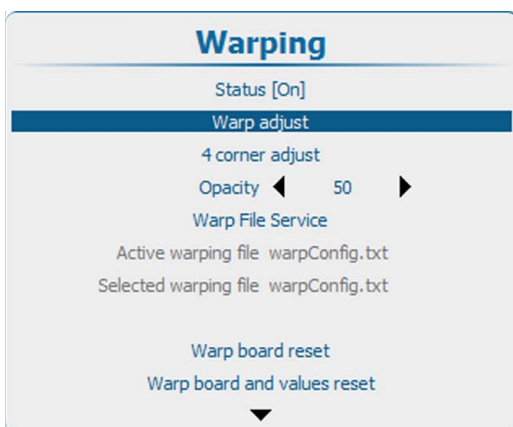 Warping
Status [On]
Warp adjust
4 corner adjust
Opacity 50
Warp File Service
Active warping file warpConfig.txt
Selected warping file warpConfig.txt
Warp board reset
Warp board and values reset